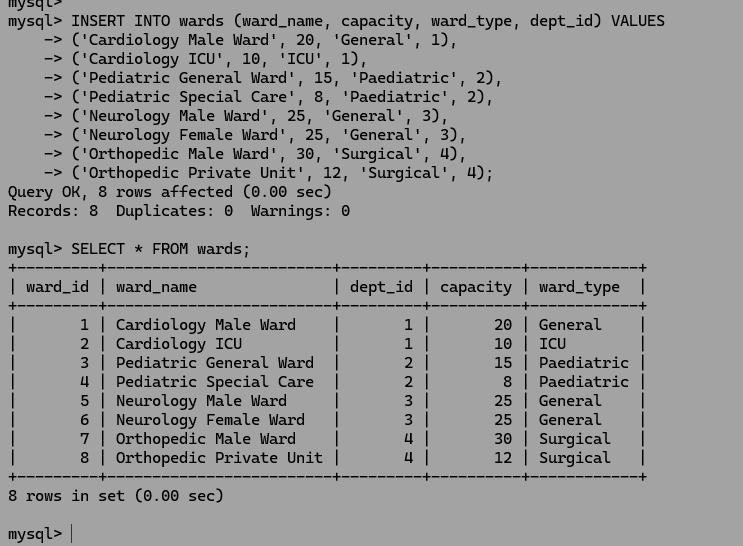 mysql>
mysql> INSERT INTO wards (ward_name, capacity, ward_type, dept_id) VALUES
    -> ('Cardiology Male Ward', 20, 'General', 1),
    -> ('Cardiology ICU', 10, 'ICU', 1),
    -> ('Pediatric General Ward', 15, 'Paediatric', 2),
    -> ('Pediatric Special Care', 8, 'Paediatric', 2),
    -> ('Neurology Male Ward', 25, 'General', 3),
    -> ('Neurology Female Ward', 25, 'General', 3),
    -> ('Orthopedic Male Ward', 30, 'Surgical', 4),
    -> ('Orthopedic Private Unit', 12, 'Surgical', 4);
Query OK, 8 rows affected (0.00 sec)
Records: 8  Duplicates: 0  Warnings: 0

mysql> SELECT * FROM wards;
+---------+-------------------------+---------+----------+------------+
| ward_id | ward_name               | dept_id | capacity | ward_type  |
+---------+-------------------------+---------+----------+------------+
|       1 | Cardiology Male Ward    |       1 |       20 | General    |
|       2 | Cardiology ICU          |       1 |       10 | ICU        |
|       3 | Pediatric General Ward  |       2 |       15 | Paediatric |
|       4 | Pediatric Special Care  |       2 |        8 | Paediatric |
|       5 | Neurology Male Ward     |       3 |       25 | General    |
|       6 | Neurology Female Ward   |       3 |       25 | General    |
|       7 | Orthopedic Male Ward    |       4 |       30 | Surgical   |
|       8 | Orthopedic Private Unit |       4 |       12 | Surgical   |
+---------+-------------------------+---------+----------+------------+
8 rows in set (0.00 sec)

mysql>